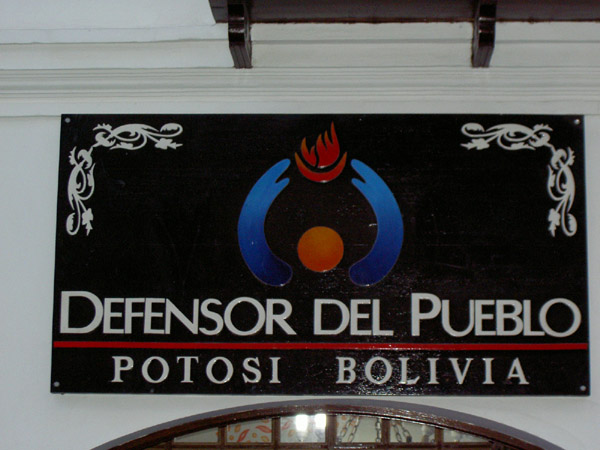 DEFENSOR DEL PUEBLO
POTOSI BOLIVIA